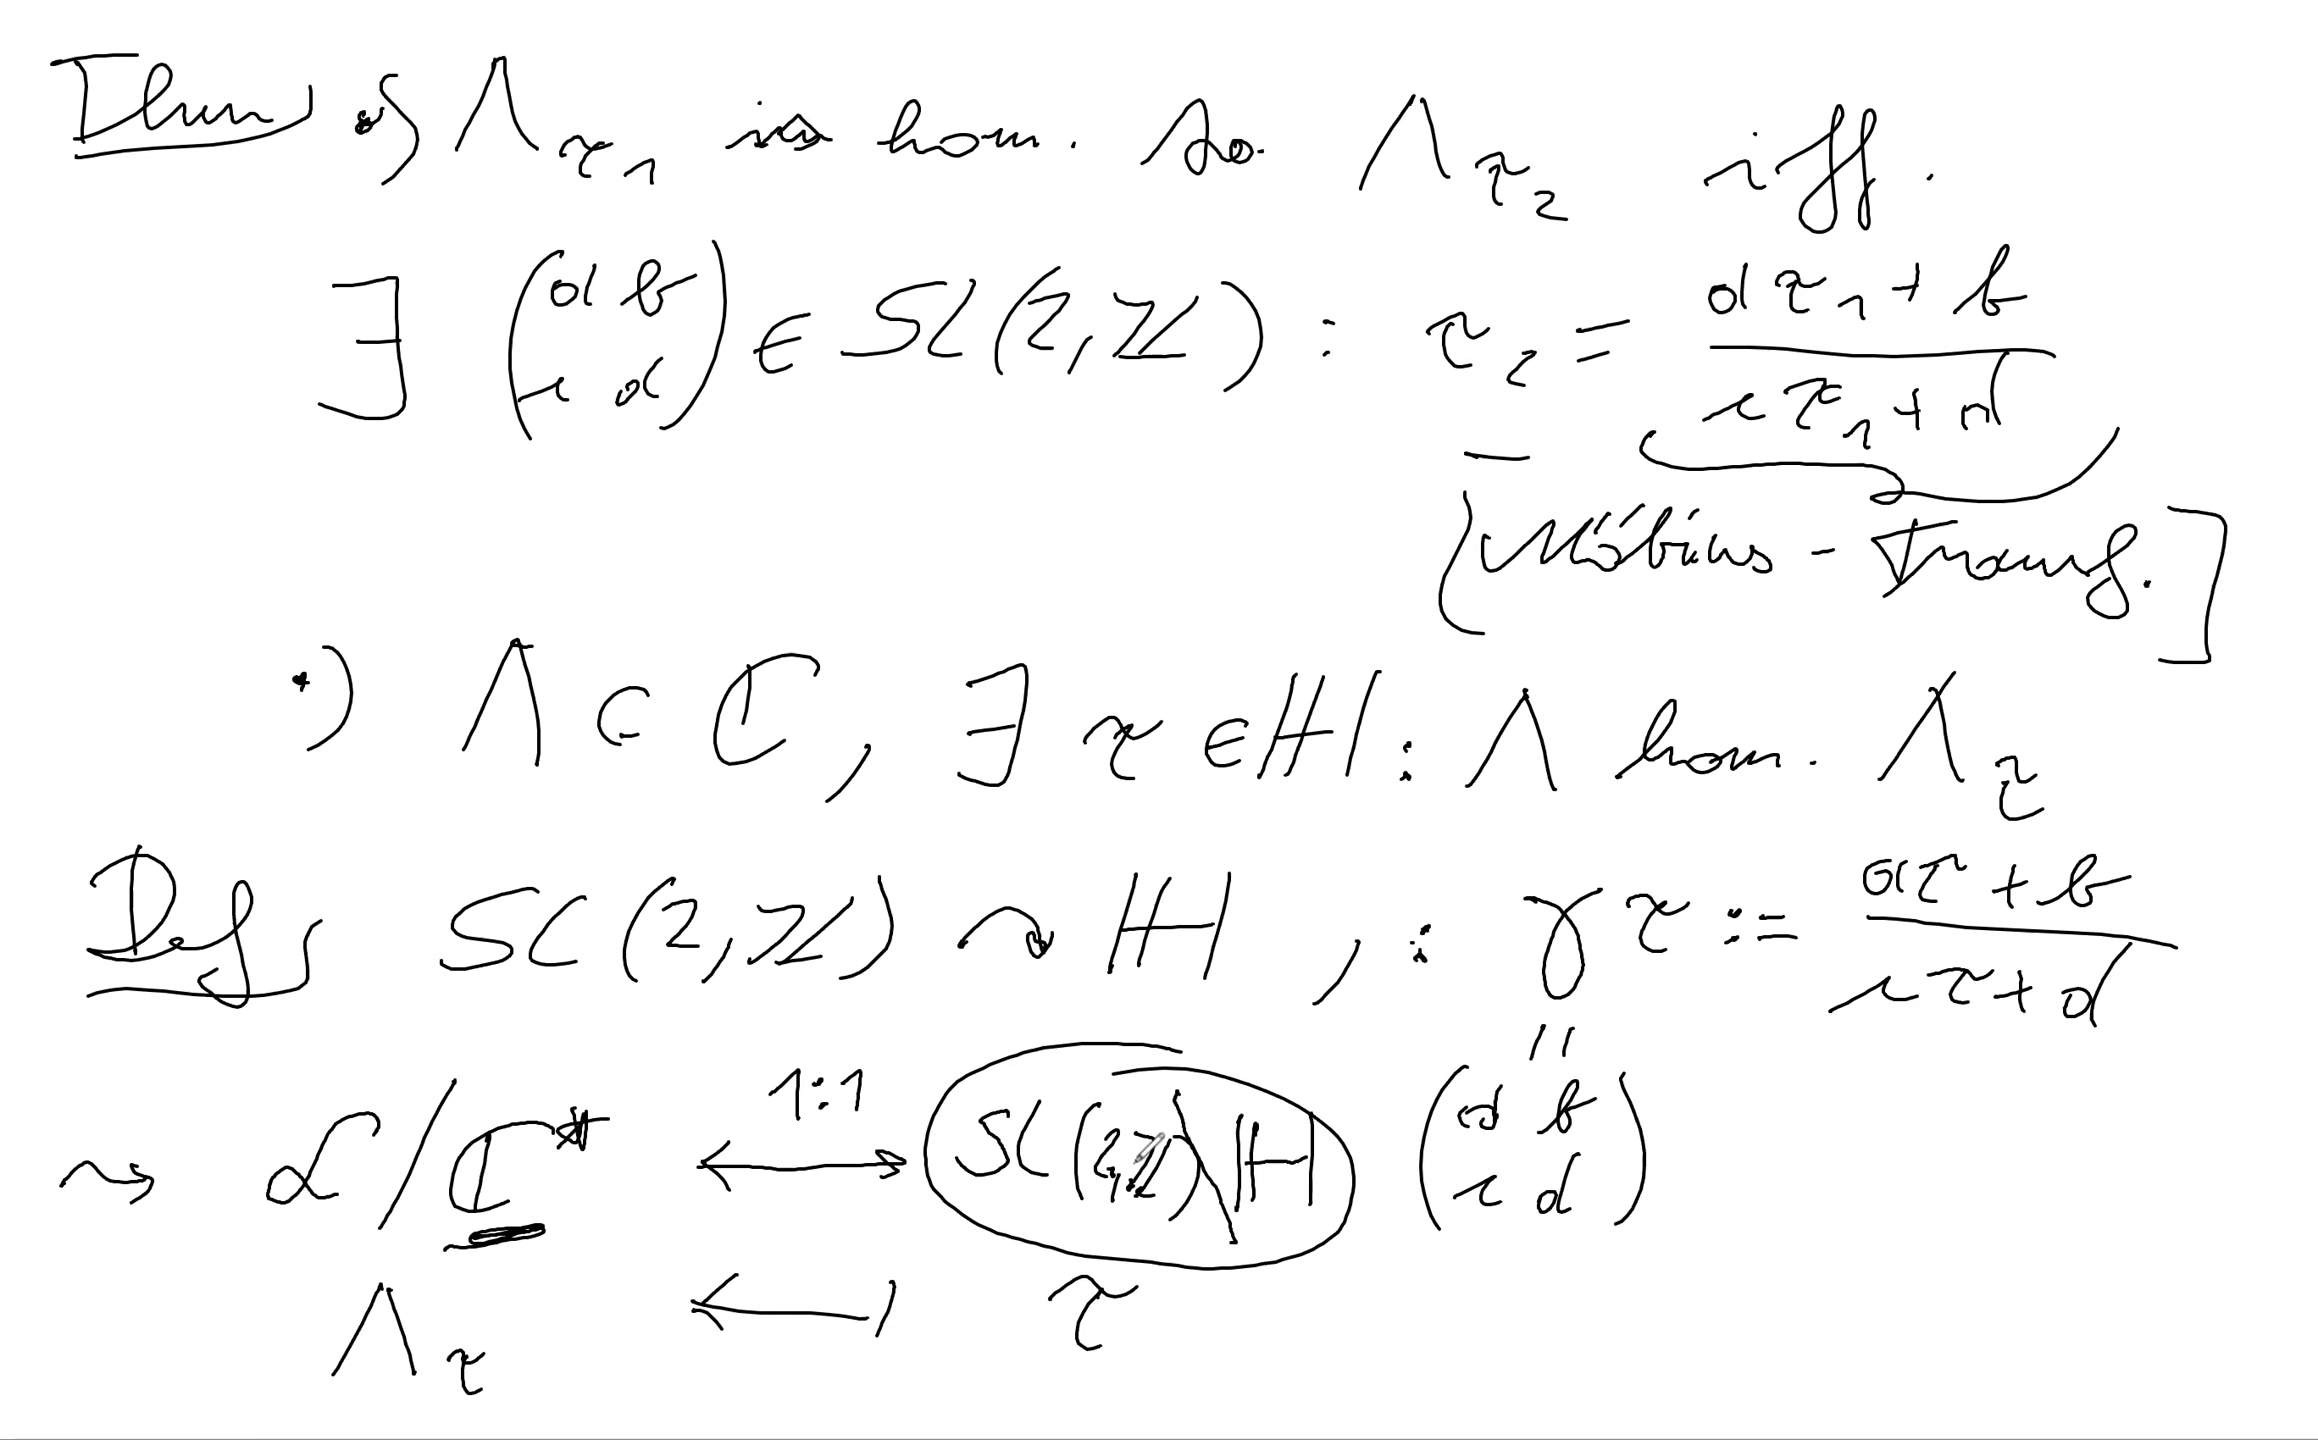 Thm •) Λ_τ₁ is hom. to Λ_τ₂ iff.
∃ (a b
c d) ∈ SL(2,ℤ) : τ₂ = (aτ₁ + b)/(cτ₁ + d)
[Möbius - Transf.]
•) Λ ⊂ ℂ, ∃ τ ∈ ℍ : Λ hom. Λ_τ
Def SL(2,ℤ) ↷ ℍ, : γτ := (aτ + b)/(cτ + d)
=
(a b
c d)
⇝ ℒ/ℂ* ⟷ 1:1 SL(2,ℤ)\ℍ
Λ_τ ⟻ τ